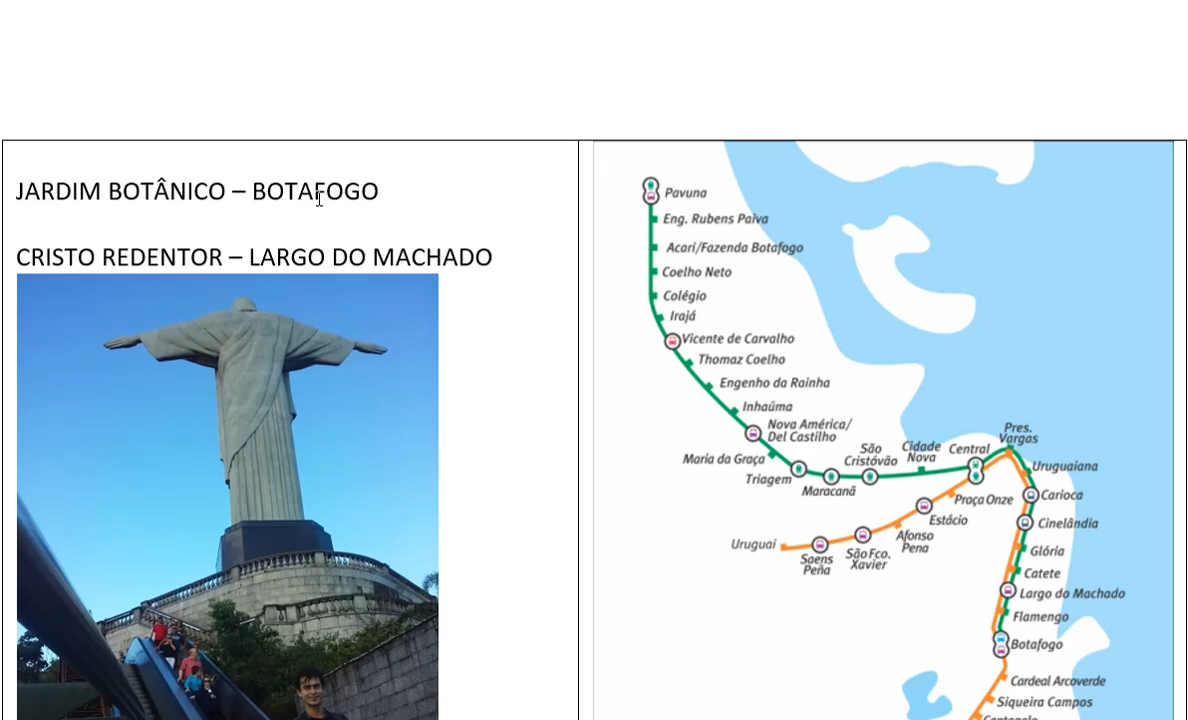 JARDIM BOTÂNICO – BOTAFOGO
CRISTO REDENTOR – LARGO DO MACHADO
Pavuna
Eng. Rubens Paiva
Acari/Fazenda Botafogo
Coelho Neto
Colégio
Irajá
Vicente de Carvalho
Thomaz Coelho
Engenho da Rainha
Inhaúma
Nova América/
Del Castilho
Maria da Graça
Triagem
Maracanã
São
Cristóvão
Cidade
Nova
Central
Pres.
Vargas
Uruguaiana
Carioca
Cinelândia
Glória
Catete
Largo do Machado
Flamengo
Botafogo
Cardeal Arcoverde
Siqueira Campos
Praça Onze
Estácio
Afonso
Pena
São Fco.
Xavier
Saens
Peña
Uruguai